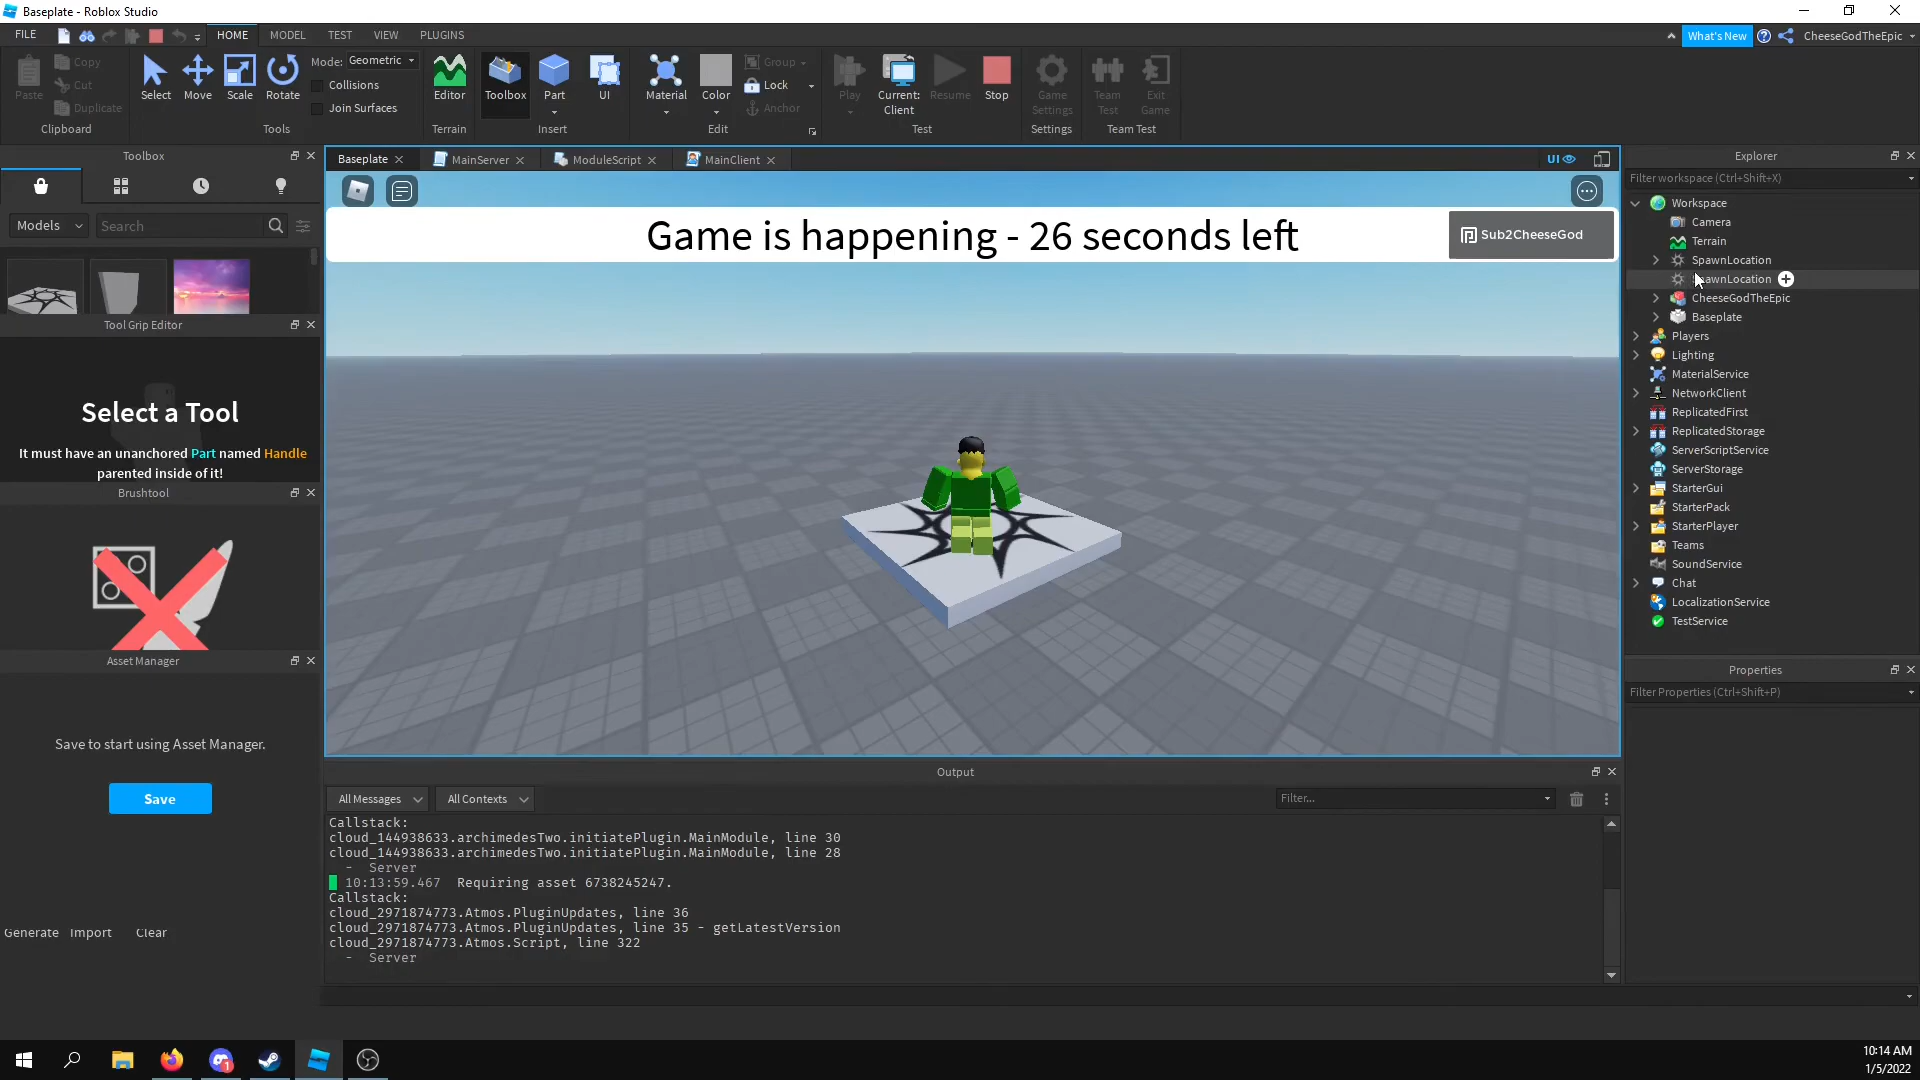 Baseplate - Roblox Studio
FILE HOME MODEL TEST VIEW PLUGINS What's New CheeseGodTheEpic
Paste Copy Cut Duplicate Clipboard
Select Move Scale Rotate Mode: Geometric Collisions Join Surfaces Tools
Editor Terrain
Toolbox Part UI Insert
Material Color Group Lock Anchor Edit
Play Current: Client Resume Stop Test
Game Settings Settings
Team Test Exit Game Team Test
Toolbox
Models Search
Tool Grip Editor
Select a Tool
It must have an unanchored Part named Handle
parented inside of it!
Brushtool
Asset Manager
Save to start using Asset Manager.
Save
Generate Import Clear
Baseplate MainServer ModuleScript MainClient UI
Game is happening - 26 seconds left
Sub2CheeseGod
Output
All Messages All Contexts Filter...
Callstack:
cloud_144938633.archimedesTwo.initiatePlugin.MainModule, line 30
cloud_144938633.archimedesTwo.initiatePlugin.MainModule, line 28
- Server
10:13:59.467 Requiring asset 6738245247.
Callstack:
cloud_2971874773.Atmos.PluginUpdates, line 36
cloud_2971874773.Atmos.PluginUpdates, line 35 - getLatestVersion
cloud_2971874773.Atmos.Script, line 322
- Server
Explorer
Filter workspace (Ctrl+Shift+X)
Workspace
Camera
Terrain
SpawnLocation
SpawnLocation
CheeseGodTheEpic
Baseplate
Players
Lighting
MaterialService
NetworkClient
ReplicatedFirst
ReplicatedStorage
ServerScriptService
ServerStorage
StarterGui
StarterPack
StarterPlayer
Teams
SoundService
Chat
LocalizationService
TestService
Properties
Filter Properties (Ctrl+Shift+P)
1
10:14 AM
1/5/2022